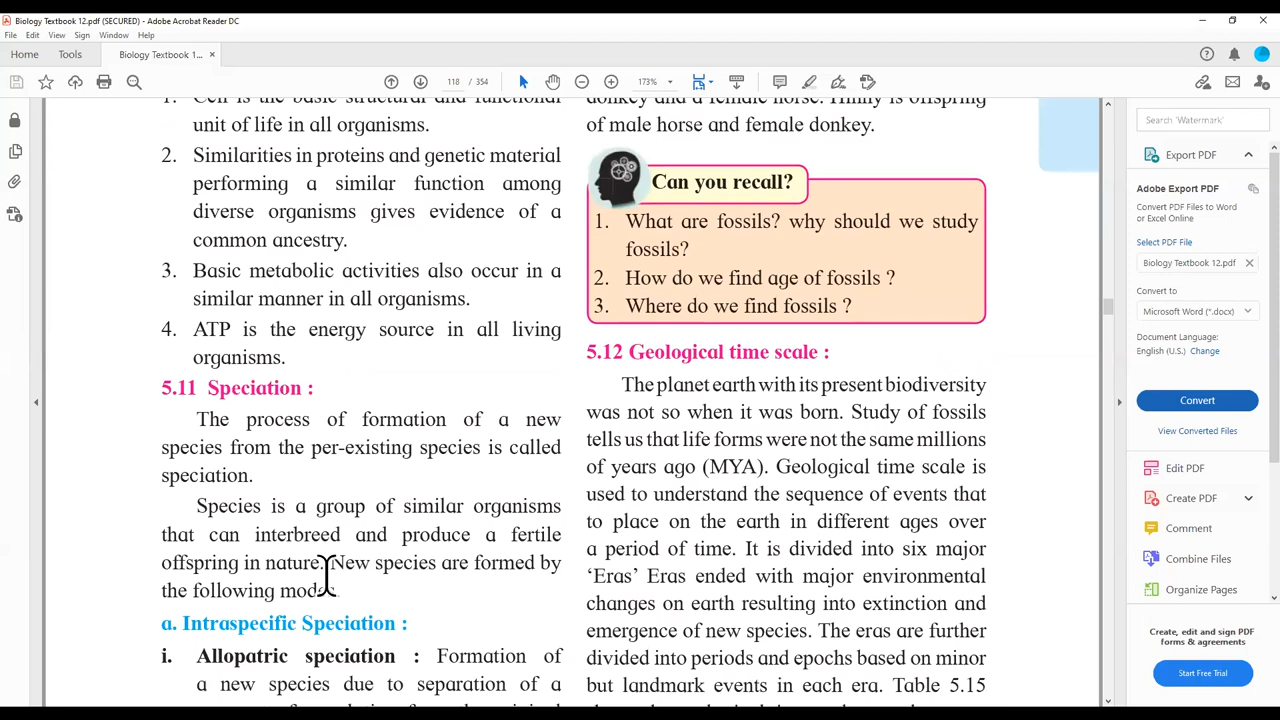 Biology Textbook 12.pdf (SECURED) - Adobe Acrobat Reader DC
File Edit View Sign Window Help
Home Tools Biology Textbook 1... ×
118 / 354 173%
1. Cell is the basic structural and functional
unit of life in all organisms.
2. Similarities in proteins and genetic material
performing a similar function among
diverse organisms gives evidence of a
common ancestry.
3. Basic metabolic activities also occur in a
similar manner in all organisms.
4. ATP is the energy source in all living
organisms.
5.11 Speciation :
The process of formation of a new
species from the per-existing species is called
speciation.
Species is a group of similar organisms
that can interbreed and produce a fertile
offspring in nature. New species are formed by
the following modes.
a. Intraspecific Speciation :
i. Allopatric speciation : Formation of
a new species due to separation of a
donkey and a female horse. Hinny is offspring
of male horse and female donkey.
Can you recall?
1. What are fossils? why should we study
fossils?
2. How do we find age of fossils ?
3. Where do we find fossils ?
5.12 Geological time scale :
The planet earth with its present biodiversity
was not so when it was born. Study of fossils
tells us that life forms were not the same millions
of years ago (MYA). Geological time scale is
used to understand the sequence of events that
to place on the earth in different ages over
a period of time. It is divided into six major
‘Eras’ Eras ended with major environmental
changes on earth resulting into extinction and
emergence of new species. The eras are further
divided into periods and epochs based on minor
but landmark events in each era. Table 5.15
Search 'Watermark'
Export PDF
Adobe Export PDF
Convert PDF Files to Word
or Excel Online
Select PDF File
Biology Textbook 12.pdf ×
Convert to
Microsoft Word (*.docx)
Document Language:
English (U.S.) Change
Convert
View Converted Files
Edit PDF
Create PDF
Comment
Combine Files
Organize Pages
Create, edit and sign PDF
forms & agreements
Start Free Trial